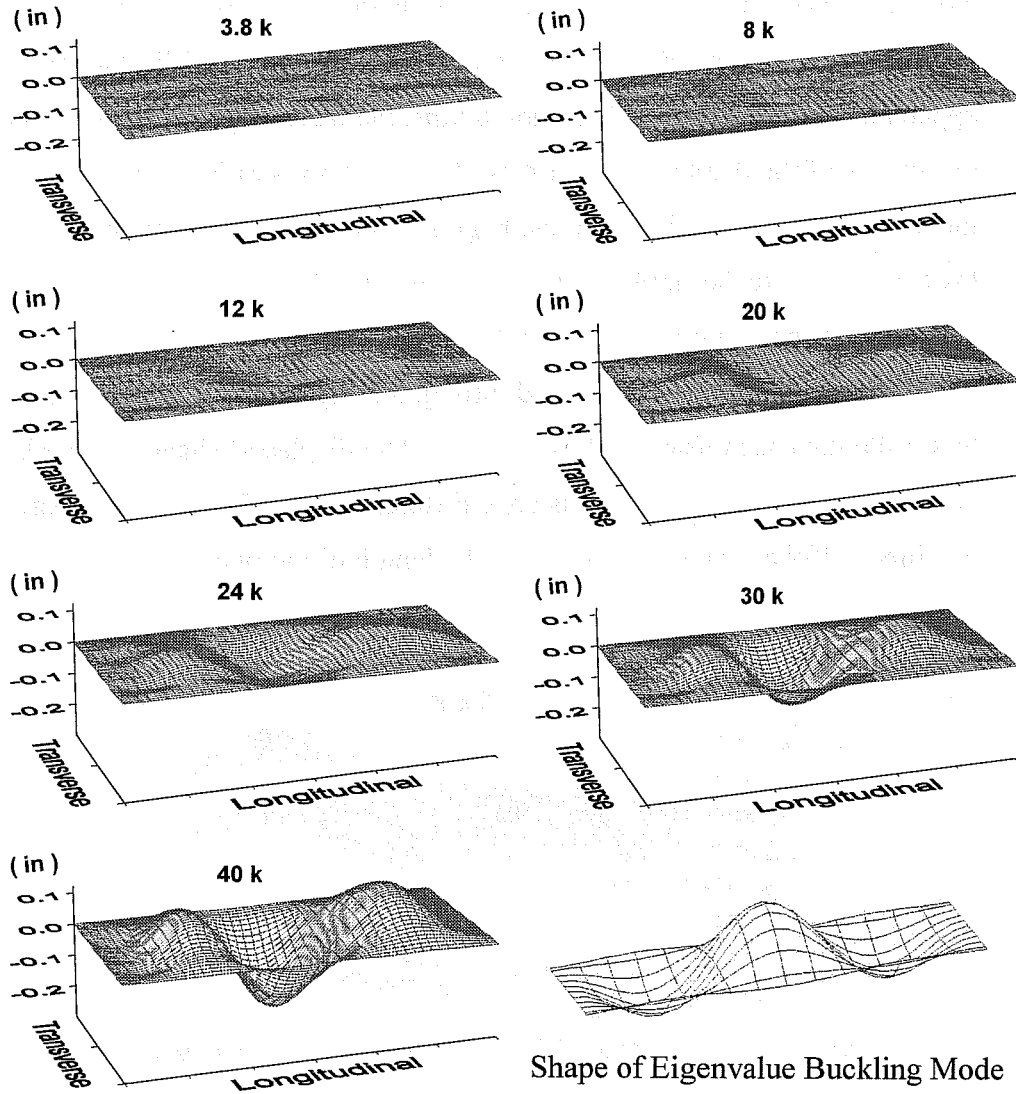 ( in )
3.8 k
0.1
0.0
-0.1
-0.2
Transverse
Longitudinal
( in )
8 k
0.1
0.0
-0.1
-0.2
Transverse
Longitudinal
( in )
12 k
0.1
0.0
-0.1
-0.2
Transverse
Longitudinal
( in )
20 k
0.1
0.0
-0.1
-0.2
Transverse
Longitudinal
( in )
24 k
0.1
0.0
-0.1
-0.2
Transverse
Longitudinal
( in )
30 k
0.1
0.0
-0.1
-0.2
Transverse
Longitudinal
( in )
40 k
0.1
0.0
-0.1
-0.2
Transverse
Longitudinal
Shape of Eigenvalue Buckling Mode